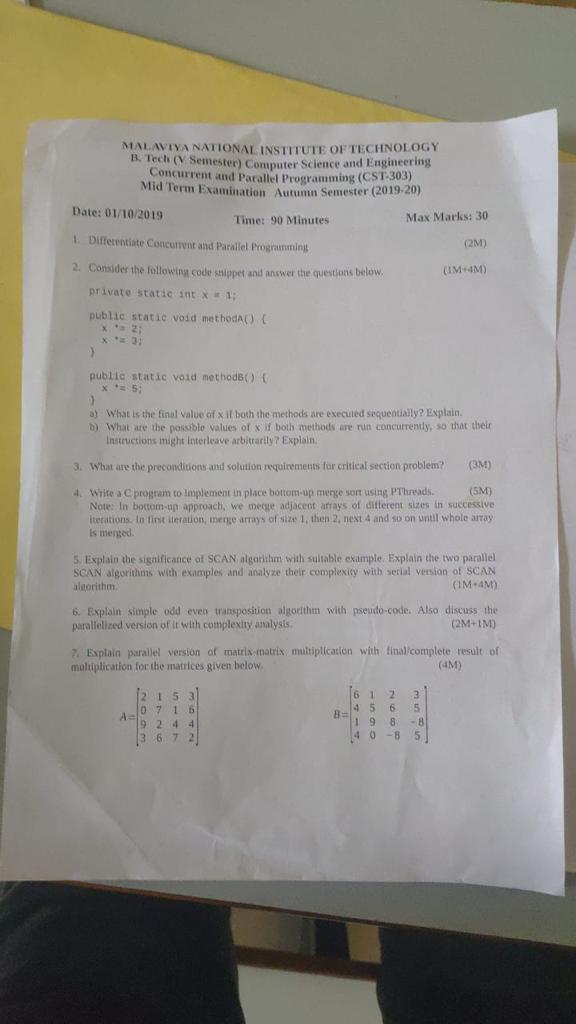 MALAVIYA NATIONAL INSTITUTE OF TECHNOLOGY
B. Tech (V Semester) Computer Science and Engineering
Concurrent and Parallel Programming (CST-303)
Mid Term Examination Autumn Semester (2019-20)
Date: 01/10/2019 Time: 90 Minutes Max Marks: 30
1. Differentiate Concurrent and Parallel Programming (2M)
2. Consider the following code snippet and answer the questions below. (1M+4M)
private static int x = 1;
public static void methodA() {
x *= 2;
x *= 3;
}
public static void methodB() {
x *= 5;
}
a) What is the final value of x if both the methods are executed sequentially? Explain.
b) What are the possible values of x if both methods are run concurrently, so that their
instructions might interleave arbitrarily? Explain.
3. What are the preconditions and solution requirements for critical section problem? (3M)
4. Write a C program to implement in place bottom-up merge sort using PThreads. (5M)
Note: In bottom-up approach, we merge adjacent arrays of different sizes in successive
iterations. In first iteration, merge arrays of size 1, then 2, next 4 and so on until whole array
is merged.
5. Explain the significance of SCAN algorithm with suitable example. Explain the two parallel
SCAN algorithms with examples and analyze their complexity with serial version of SCAN
algorithm. (1M+4M)
6. Explain simple odd even transposition algorithm with pseudo-code. Also discuss the
parallelized version of it with complexity analysis. (2M+1M)
7. Explain parallel version of matrix-matrix multiplication with final/complete result of
multiplication for the matrices given below. (4M)
2 1 5 3 6 1 2 3
0 7 1 6 4 5 6 5
A= B=
9 2 4 4 1 9 8 -8
3 6 7 2 4 0 -8 5